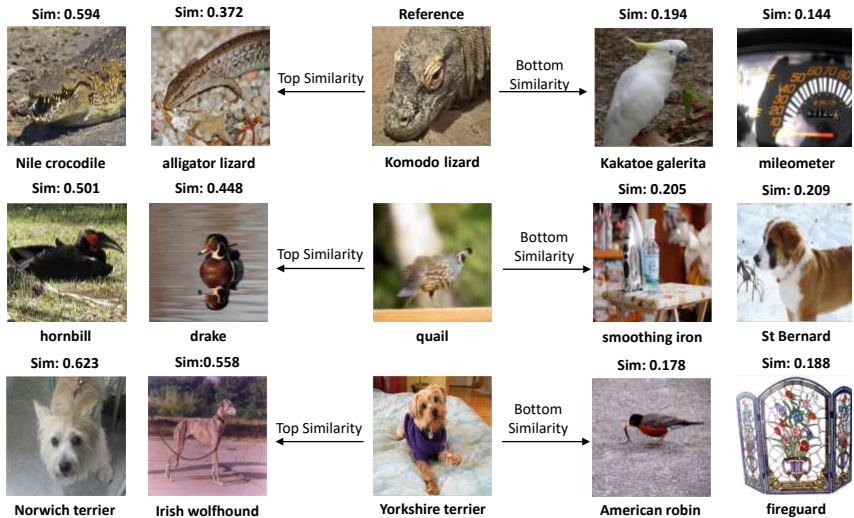 Sim: 0.594
Sim: 0.372
Reference
Sim: 0.194
Sim: 0.144
Top Similarity
Bottom
Similarity
Nile crocodile
alligator lizard
Komodo lizard
Kakatoe galerita
mileometer
Sim: 0.501
Sim: 0.448
Sim: 0.205
Sim: 0.209
Top Similarity
Bottom
Similarity
hornbill
drake
quail
smoothing iron
St Bernard
Sim: 0.623
Sim:0.558
Sim: 0.178
Sim: 0.188
Top Similarity
Bottom
Similarity
Norwich terrier
Irish wolfhound
Yorkshire terrier
American robin
fireguard